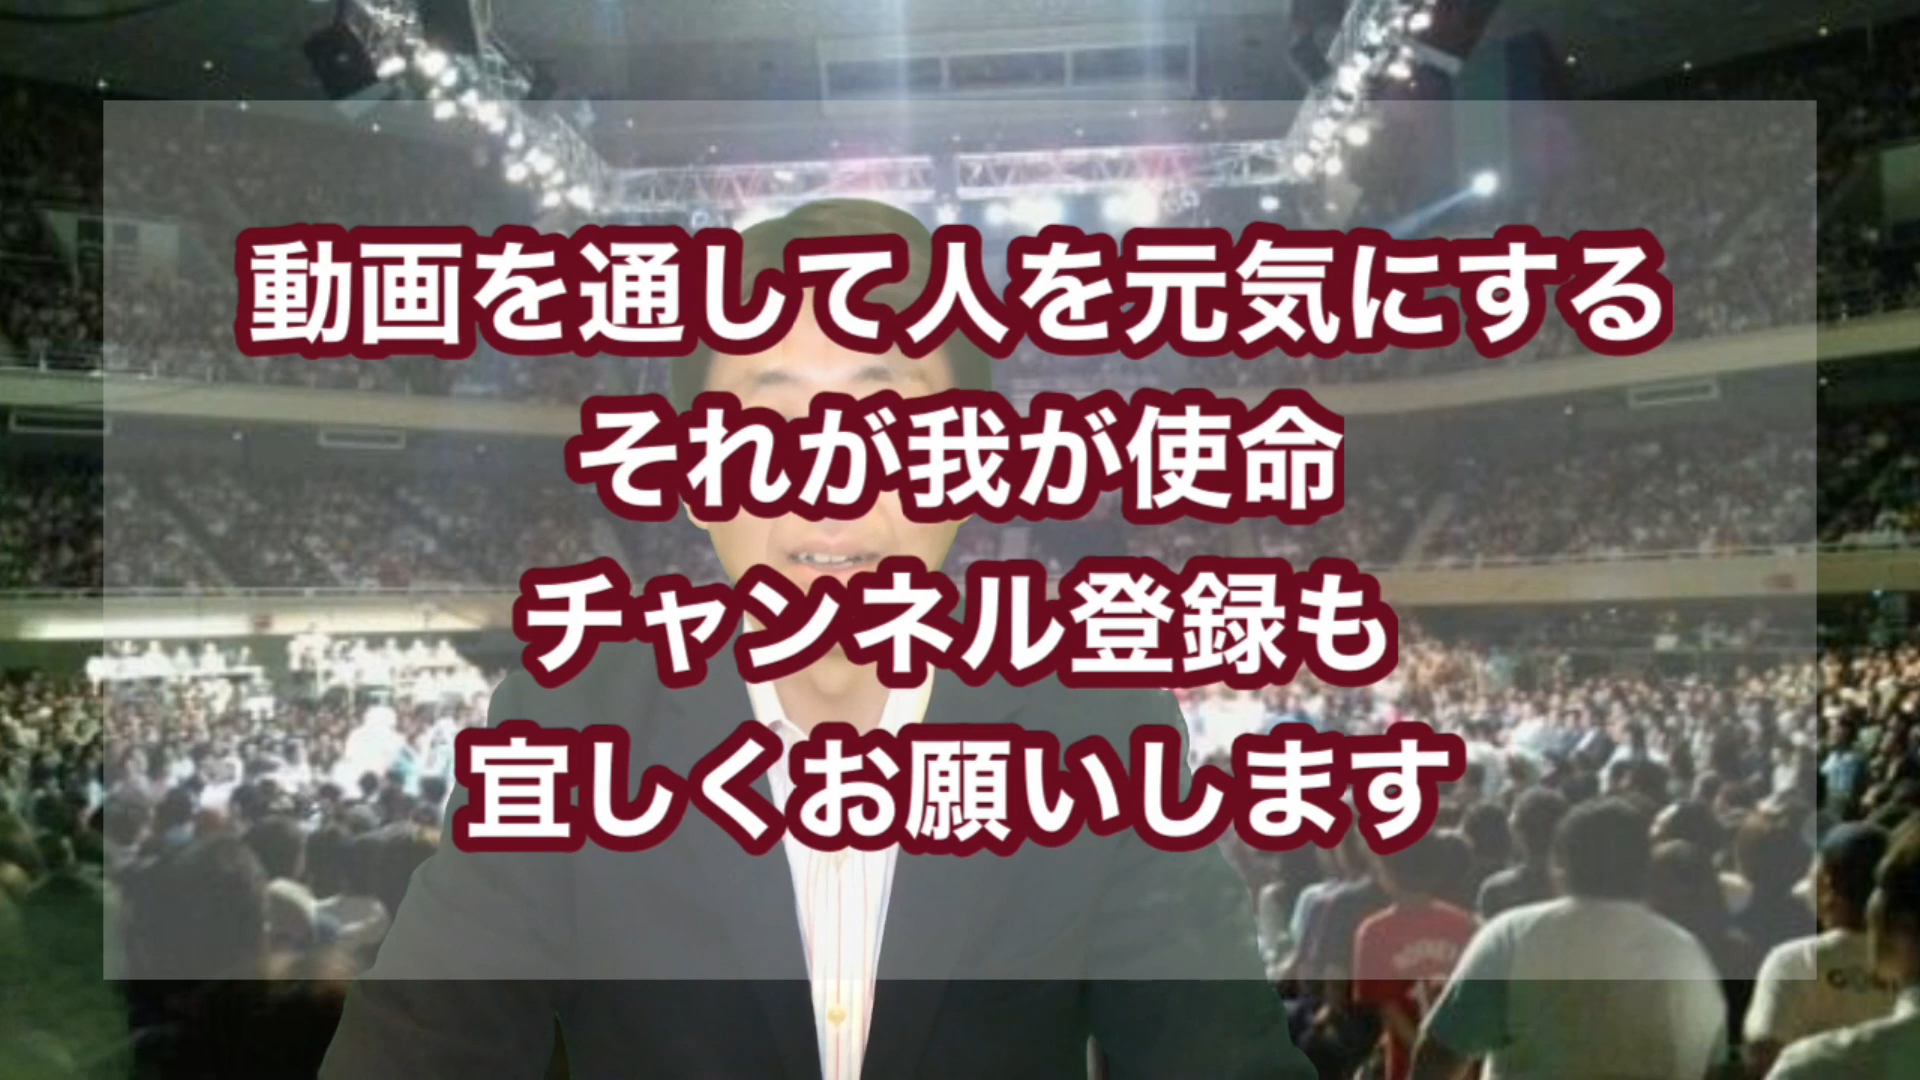 動画を通して人を元気にする
それが我が使命
チャンネル登録も
宜しくお願いします